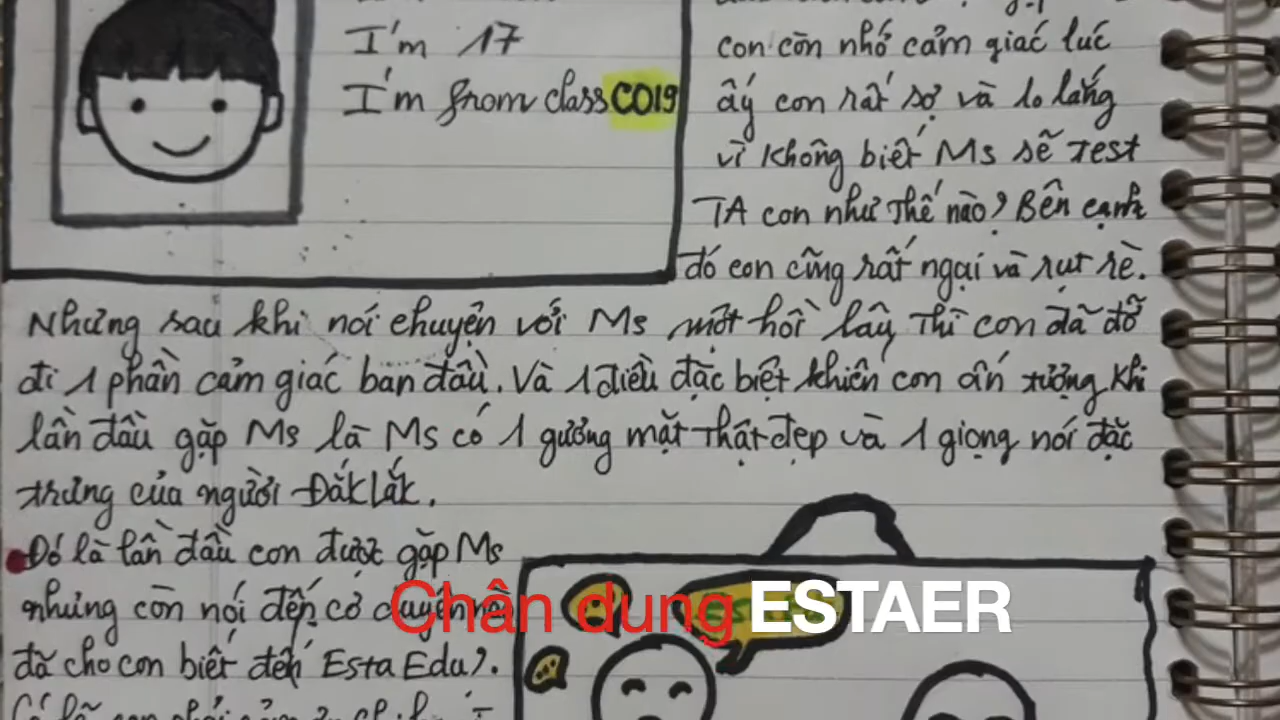 I'm 17
I'm from class CO19
con còn nhỏ cảm giác lúc
ấy con rất sợ và lo lắng
vì không biết Ms sẽ Test
TA con như thế nào? Bên cạnh
đó con cũng rất ngại và rụt rè.
Nhưng sau khi nói chuyện với Ms một hồi lâu thì con đã đỡ
đi 1 phần cảm giác ban đầu. Và 1 điều đặc biệt khiến con ấn tượng khi
lần đầu gặp Ms là Ms có 1 gương mặt thật đẹp và 1 giọng nói đặc
trưng của người Đắk Lắk.
Đó là lần đầu con được gặp Ms
nhưng còn nói đến cơ duyên
đã cho con biết đến Esta Edu?.
Chân dung ESTAER